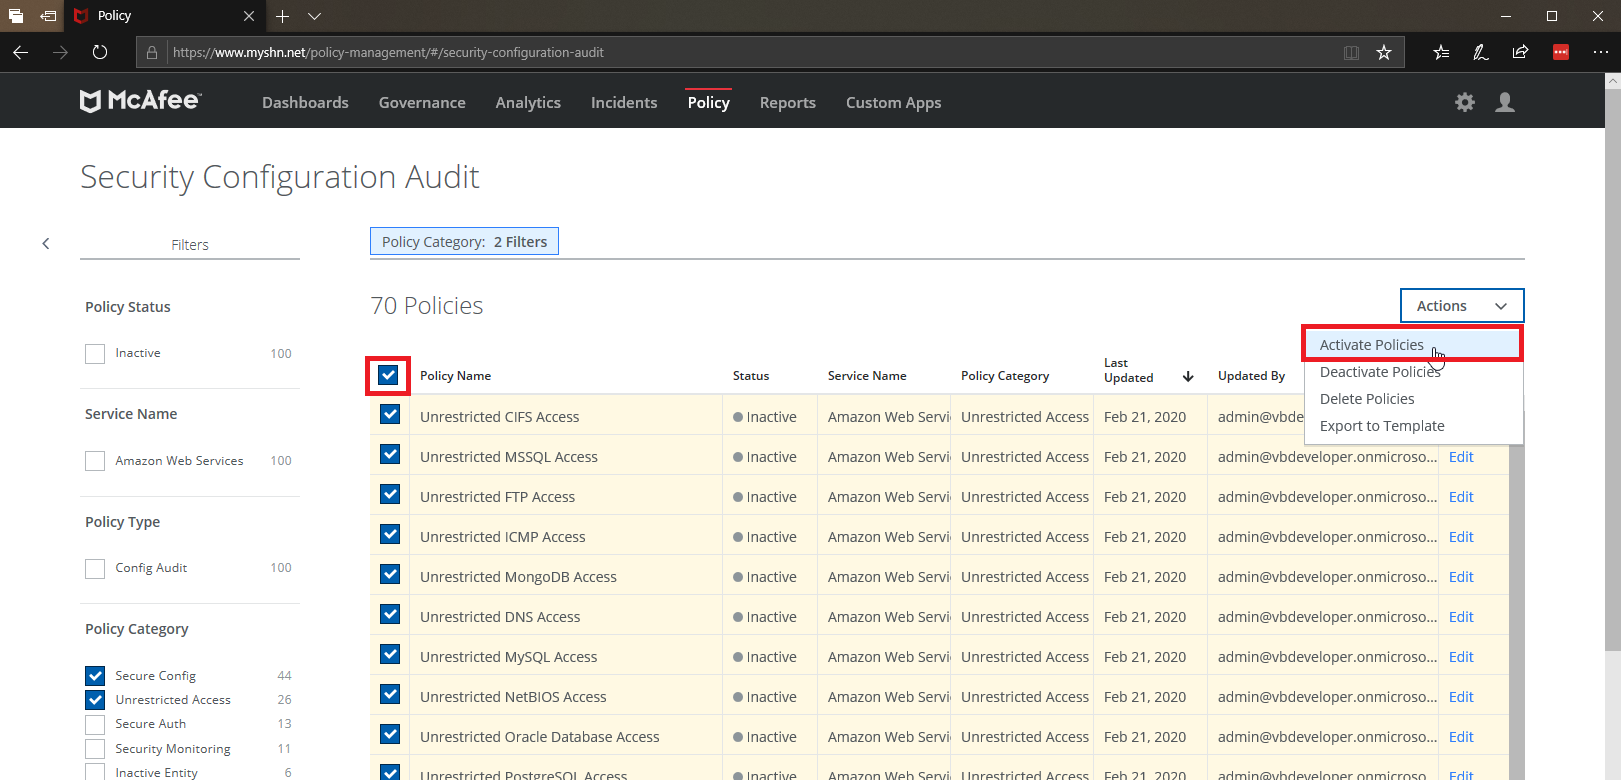 Policy
https://www.myshn.net/policy-management/#/security-configuration-audit
McAfee™ Dashboards Governance Analytics Incidents Policy Reports Custom Apps
Security Configuration Audit
Filters
Policy Category: 2 Filters
Policy Status
70 Policies
Actions
Inactive 100
Activate Policies
Deactivate Policies
Delete Policies
Export to Template
Policy Name Status Service Name Policy Category Last Updated Updated By
Service Name
Amazon Web Services 100
Policy Type
Config Audit 100
Policy Category
Secure Config 44
Unrestricted Access 26
Secure Auth 13
Security Monitoring 11
Inactive Entity 6
Unrestricted CIFS Access Inactive Amazon Web Servi Unrestricted Access Feb 21, 2020 admin@vbde
Unrestricted MSSQL Access Inactive Amazon Web Servi Unrestricted Access Feb 21, 2020 admin@vbdeveloper.onmicroso... Edit
Unrestricted FTP Access Inactive Amazon Web Servi Unrestricted Access Feb 21, 2020 admin@vbdeveloper.onmicroso... Edit
Unrestricted ICMP Access Inactive Amazon Web Servi Unrestricted Access Feb 21, 2020 admin@vbdeveloper.onmicroso... Edit
Unrestricted MongoDB Access Inactive Amazon Web Servi Unrestricted Access Feb 21, 2020 admin@vbdeveloper.onmicroso... Edit
Unrestricted DNS Access Inactive Amazon Web Servi Unrestricted Access Feb 21, 2020 admin@vbdeveloper.onmicroso... Edit
Unrestricted MySQL Access Inactive Amazon Web Servi Unrestricted Access Feb 21, 2020 admin@vbdeveloper.onmicroso... Edit
Unrestricted NetBIOS Access Inactive Amazon Web Servi Unrestricted Access Feb 21, 2020 admin@vbdeveloper.onmicroso... Edit
Unrestricted Oracle Database Access Inactive Amazon Web Servi Unrestricted Access Feb 21, 2020 admin@vbdeveloper.onmicroso... Edit
Unrestricted PostgreSQL Access Inactive Amazon Web Servi Unrestricted Access Feb 21, 2020 admin@vbdeveloper.onmicroso... Edit